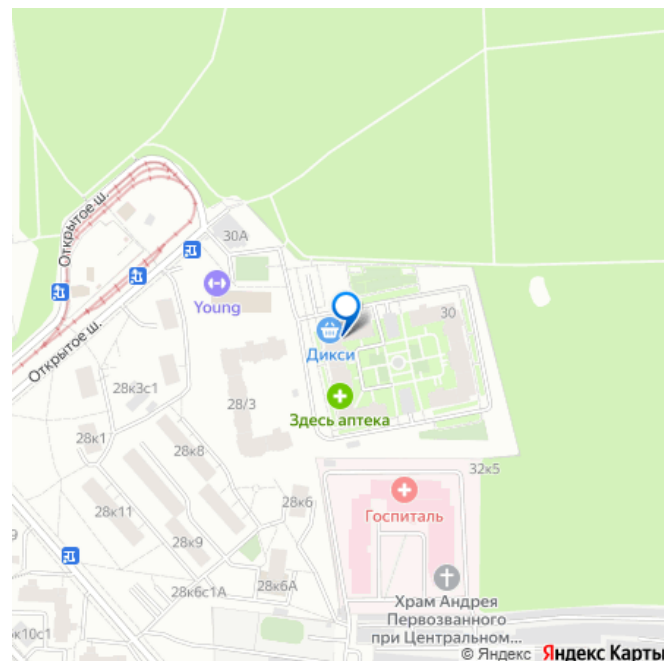 Открытое ш.
30А
Young
30
Дикси
Открытое ш.
28к3с1
28/3
Здесь аптека
28к1
28к8
32к5
28к11
28к6
Госпиталь
28к9
28к6с1А
28к6А
Храм Андрея
Первозванного
при Центральном...
к10с1
© Яндекс Яндекс Карты